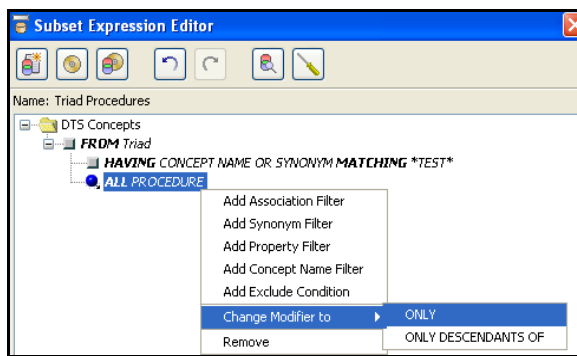 Subset Expression Editor
Name: Triad Procedures
DTS Concepts
FROM Triad
HAVING CONCEPT NAME OR SYNONYM MATCHING *TEST*
ALL PROCEDURE
Add Association Filter
Add Synonym Filter
Add Property Filter
Add Concept Name Filter
Add Exclude Condition
Change Modifier to
ONLY
Remove
ONLY DESCENDANTS OF